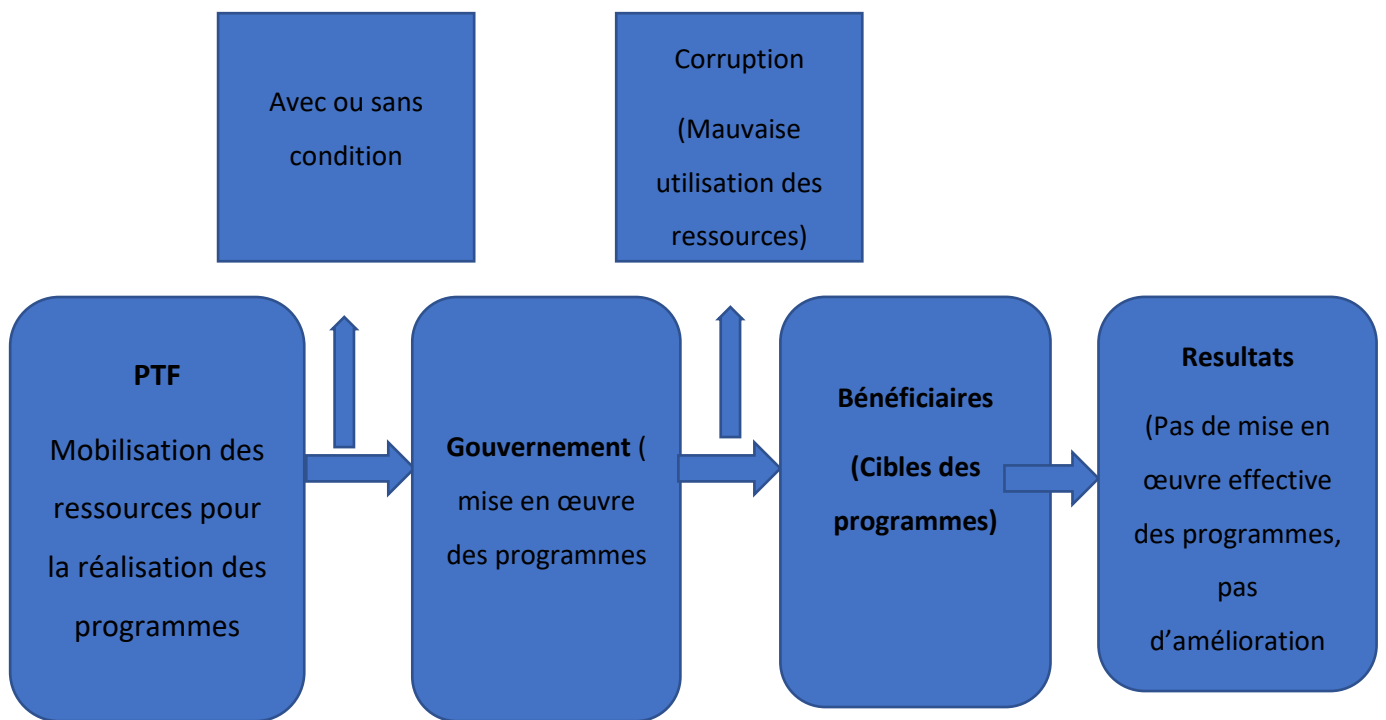 Avec ou sans
condition
Corruption
(Mauvaise
utilisation des
ressources)
PTF
Mobilisation des
ressources pour
la réalisation des
programmes
Gouvernement (
mise en œuvre
des programmes
Bénéficiaires
(Cibles des
programmes)
Resultats
(Pas de mise en
œuvre effective
des programmes,
pas
d’amélioration